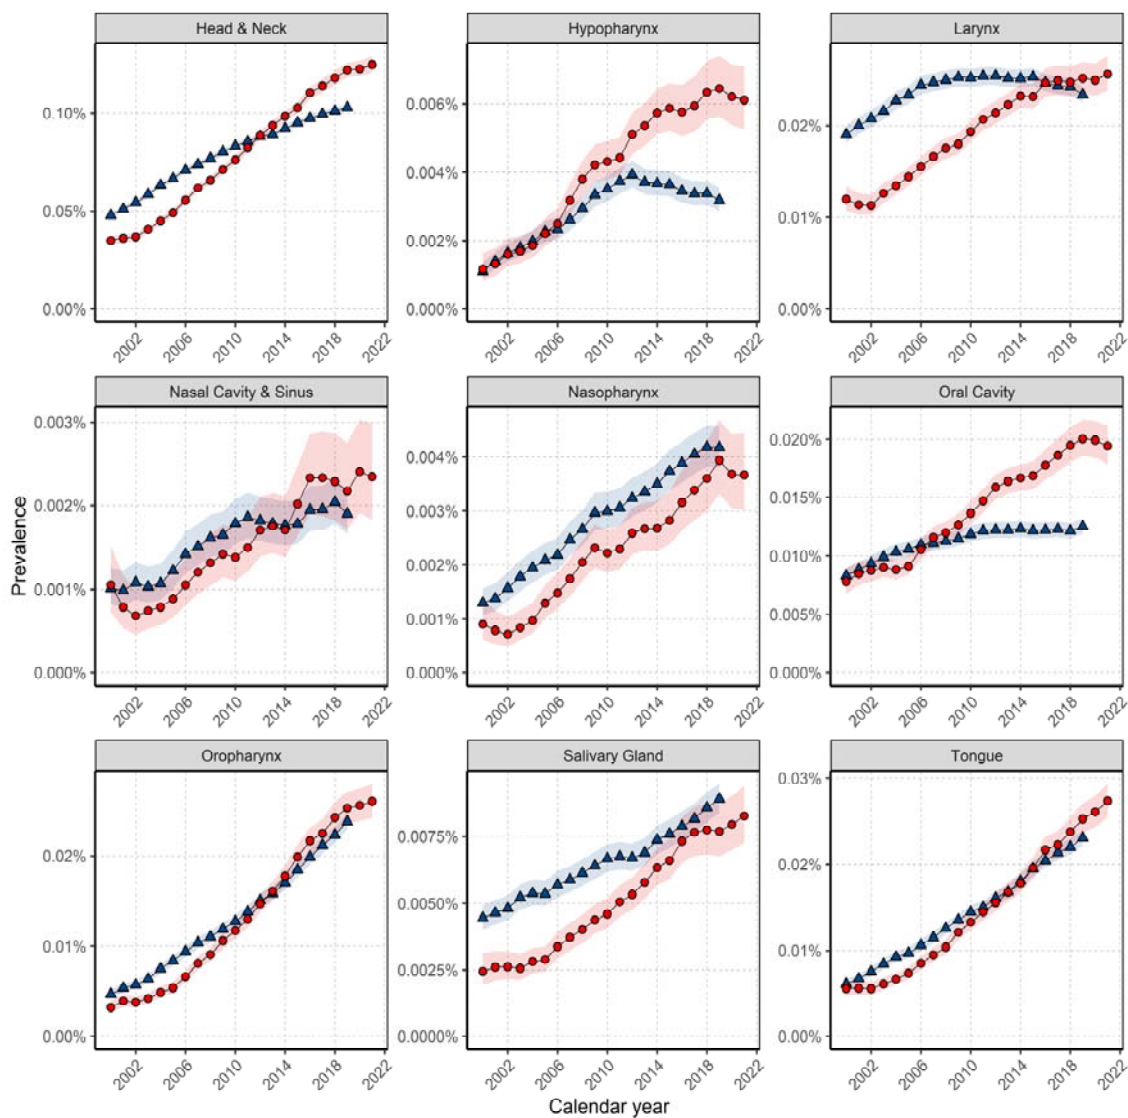 Head & Neck
Hypopharynx
Larynx
0.10%
0.05%
0.00%
0.006%
0.004%
0.002%
0.000%
0.02%
0.01%
0.00%
2002 2006 2010 2014 2018 2022
2002 2006 2010 2014 2018 2022
2002 2006 2010 2014 2018 2022
Nasal Cavity & Sinus
Nasopharynx
Oral Cavity
Prevalence
0.003%
0.002%
0.001%
0.000%
0.004%
0.003%
0.002%
0.001%
0.000%
0.020%
0.015%
0.010%
0.005%
0.000%
2002 2006 2010 2014 2018 2022
2002 2006 2010 2014 2018 2022
2002 2006 2010 2014 2018 2022
Oropharynx
Salivary Gland
Tongue
0.02%
0.01%
0.00%
0.0075%
0.0050%
0.0025%
0.0000%
0.03%
0.02%
0.01%
0.00%
2002 2006 2010 2014 2018 2022
2002 2006 2010 2014 2018 2022
2002 2006 2010 2014 2018 2022
Calendar year